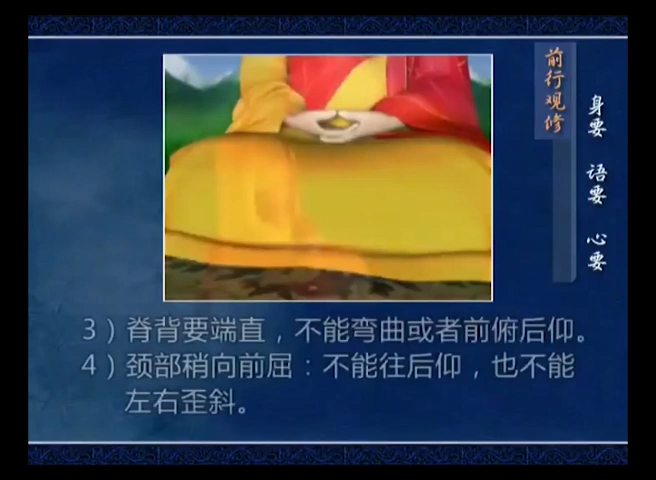 前行观修
身要 语要 心要
3）脊背要端直，不能弯曲或者前俯后仰。
4）颈部稍向前屈：不能往后仰，也不能
左右歪斜。